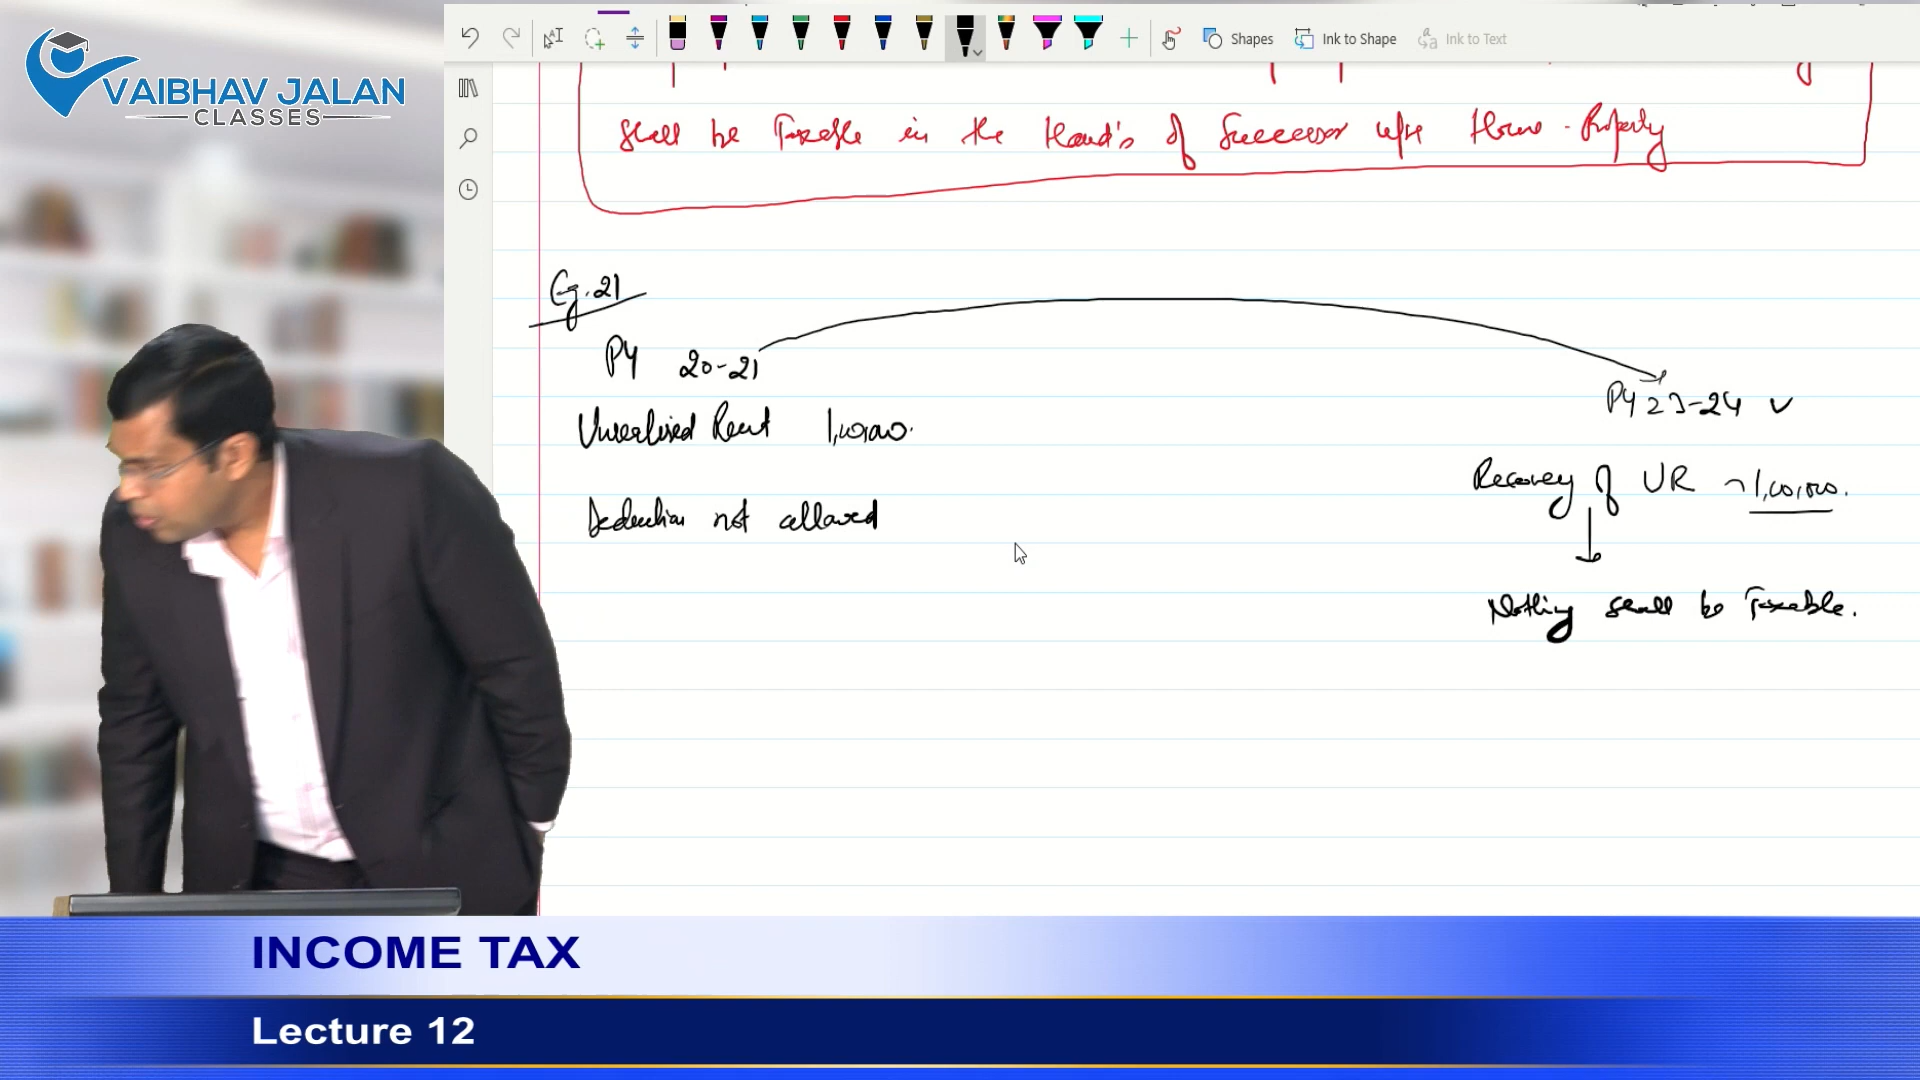 VAIBHAV JALAN
CLASSES
Shapes
Ink to Shape
Ink to Text
shall be Taxable in the Hand's of Successor u/h House-Property
Eg.21
PY 20-21
PY 23-24
Unrealised Rent 1,00,000.
Recovery of UR 1,00,000.
Deduction not allowed
Nothing shall be Taxable.
INCOME TAX
Lecture 12